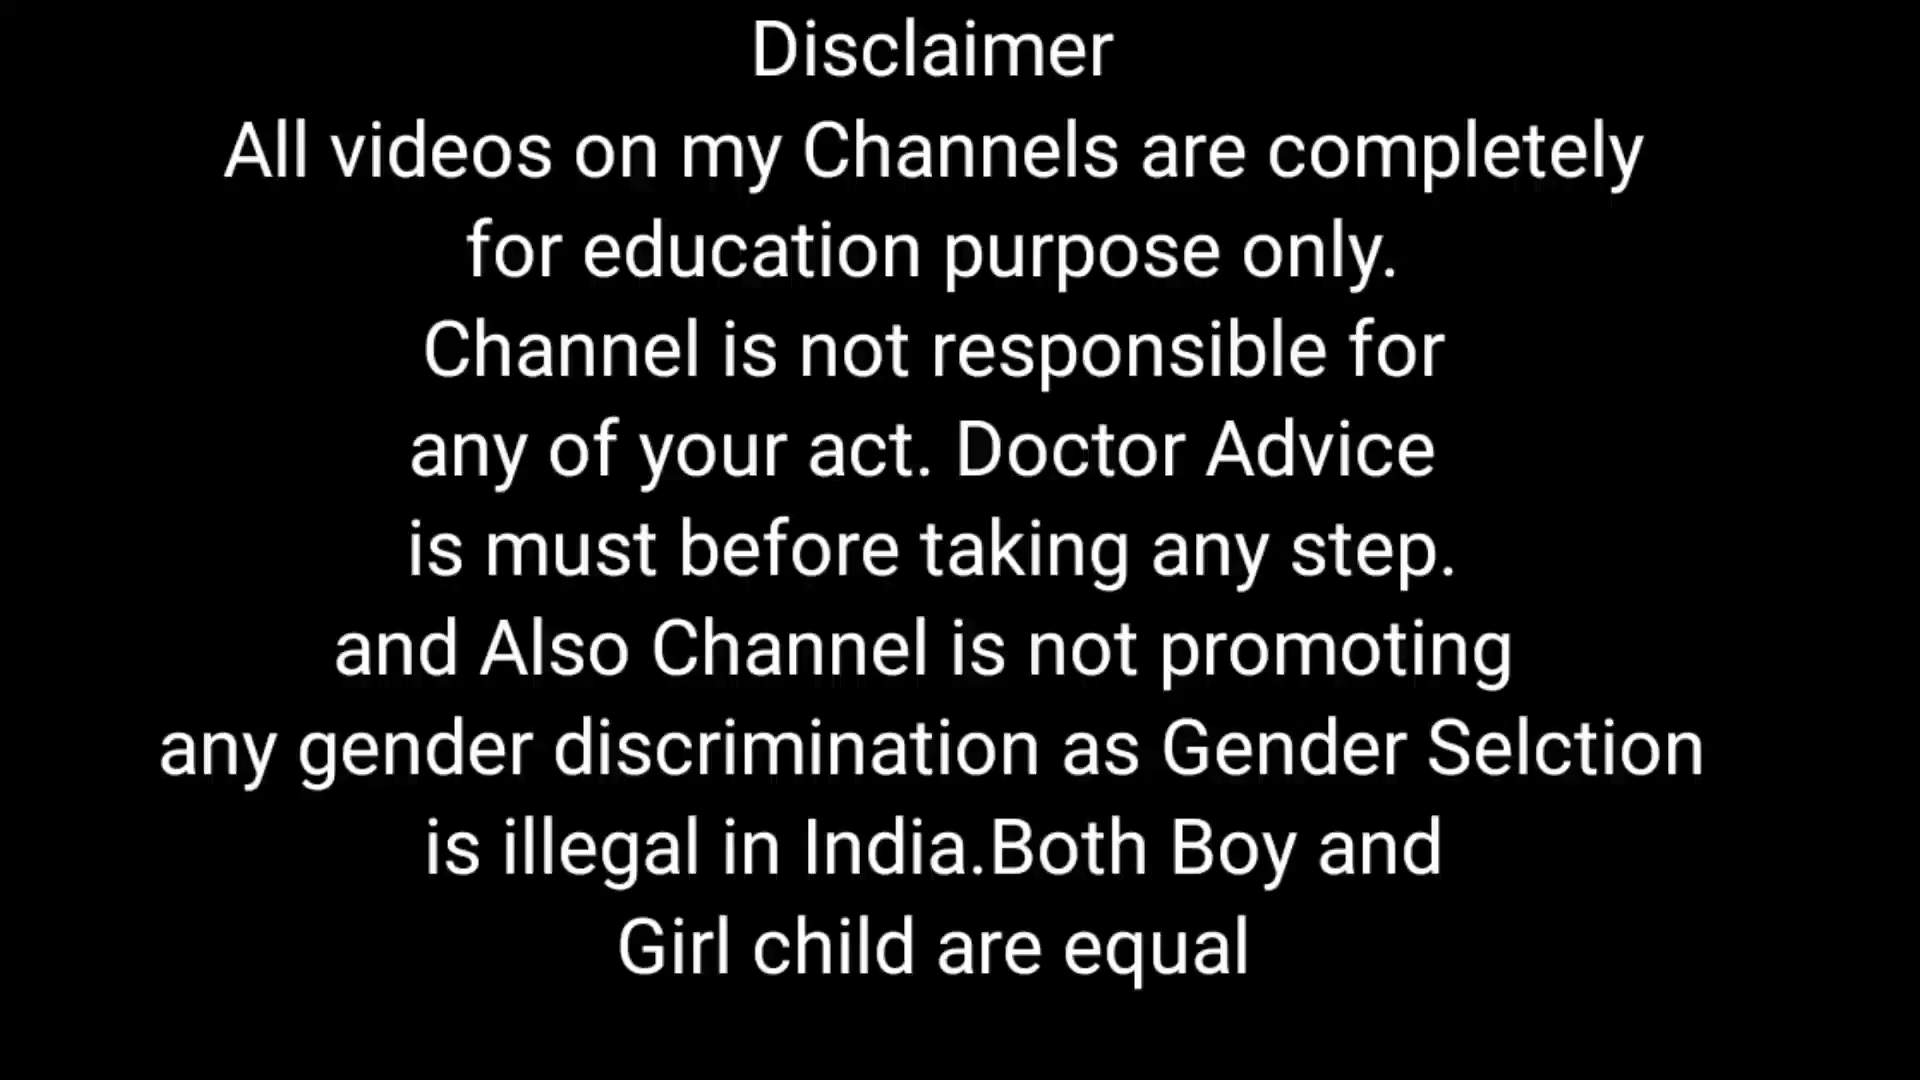 Disclaimer
All videos on my Channels are completely
for education purpose only.
Channel is not responsible for
any of your act. Doctor Advice
is must before taking any step.
and Also Channel is not promoting
any gender discrimination as Gender Selction
is illegal in India.Both Boy and
Girl child are equal